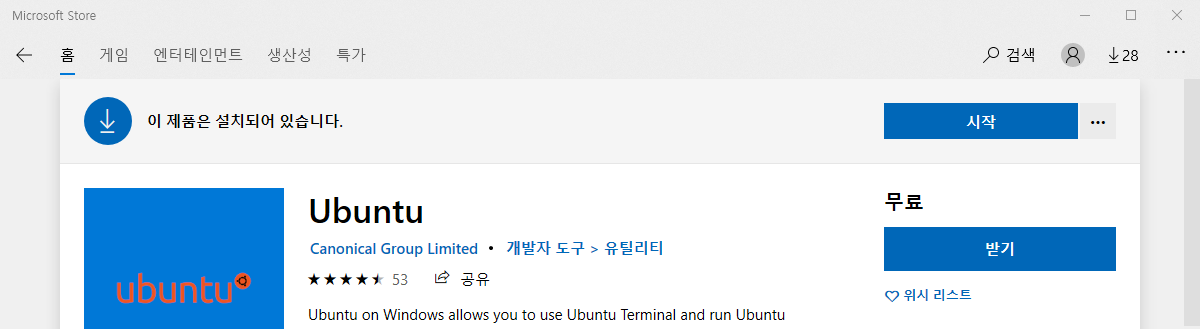 Microsoft Store
홈 게임 엔터테인먼트 생산성 특가 검색 28
이 제품은 설치되어 있습니다. 시작
ubuntu
Ubuntu
Canonical Group Limited • 개발자 도구 > 유틸리티
53 공유
Ubuntu on Windows allows you to use Ubuntu Terminal and run Ubuntu
무료
받기
위시 리스트